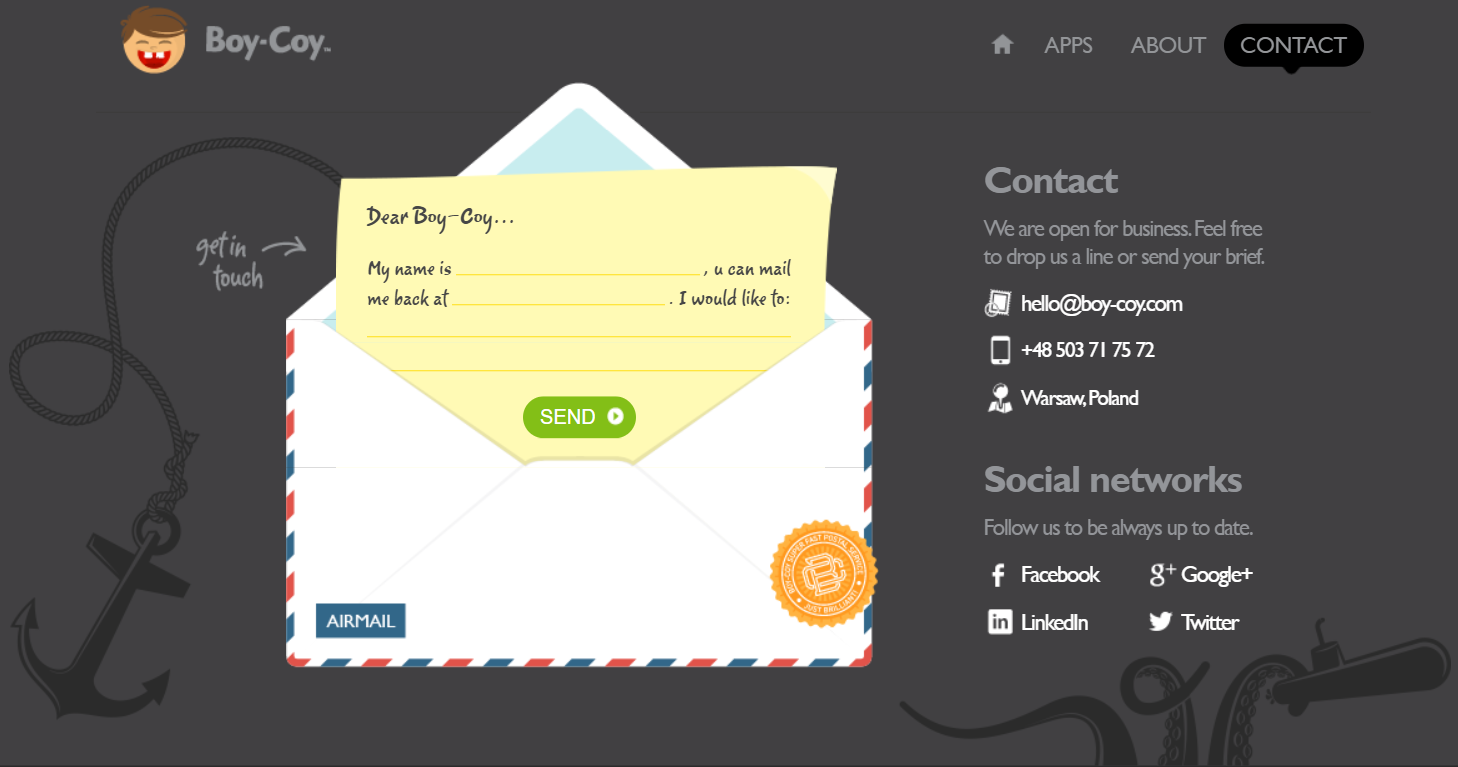 Boy-Coy™
APPS
ABOUT
CONTACT
get in
touch
Dear Boy-Coy...
My name is , u can mail
me back at . I would like to:
SEND
BOY-COY SUPER FAST POSTAL SERVICE
BC
JUST BRILLIANT!
AIRMAIL
Contact
We are open for business. Feel free
to drop us a line or send your brief.
hello@boy-coy.com
+48 503 71 75 72
Warsaw, Poland
Social networks
Follow us to be always up to date.
f Facebook
g+ Google+
in LinkedIn
Twitter